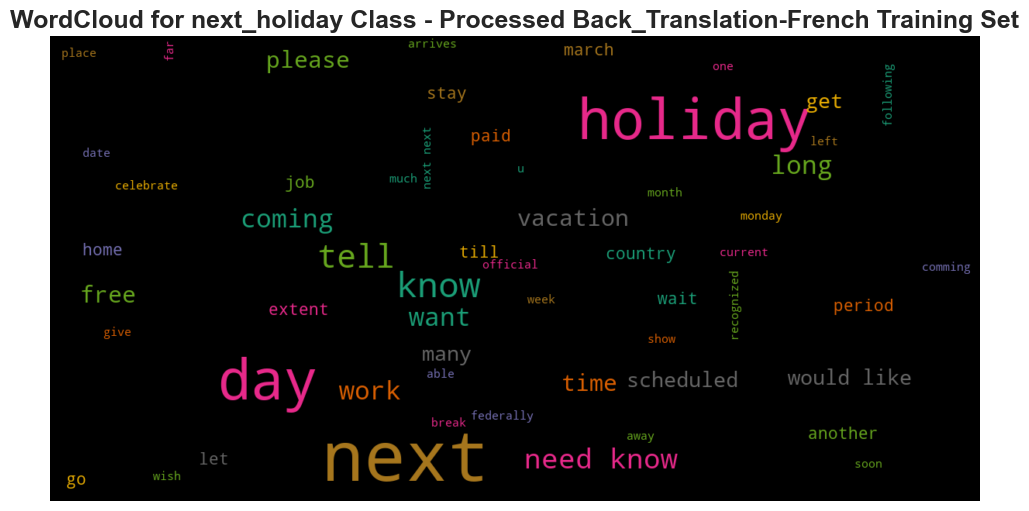 WordCloud for next_holiday Class - Processed Back_Translation-French Training Set
place
far
arrives
march
please
one
following
stay
get
holiday
paid
left
next next
date
long
u
much
job
celebrate
month
coming
vacation
monday
home
tell
till
country
current
official
comming
know
free
week
wait
recognized
period
extent
want
give
show
many
able
day
work
time
scheduled
would like
federally
break
another
away
next
need know
let
soon
wish
go